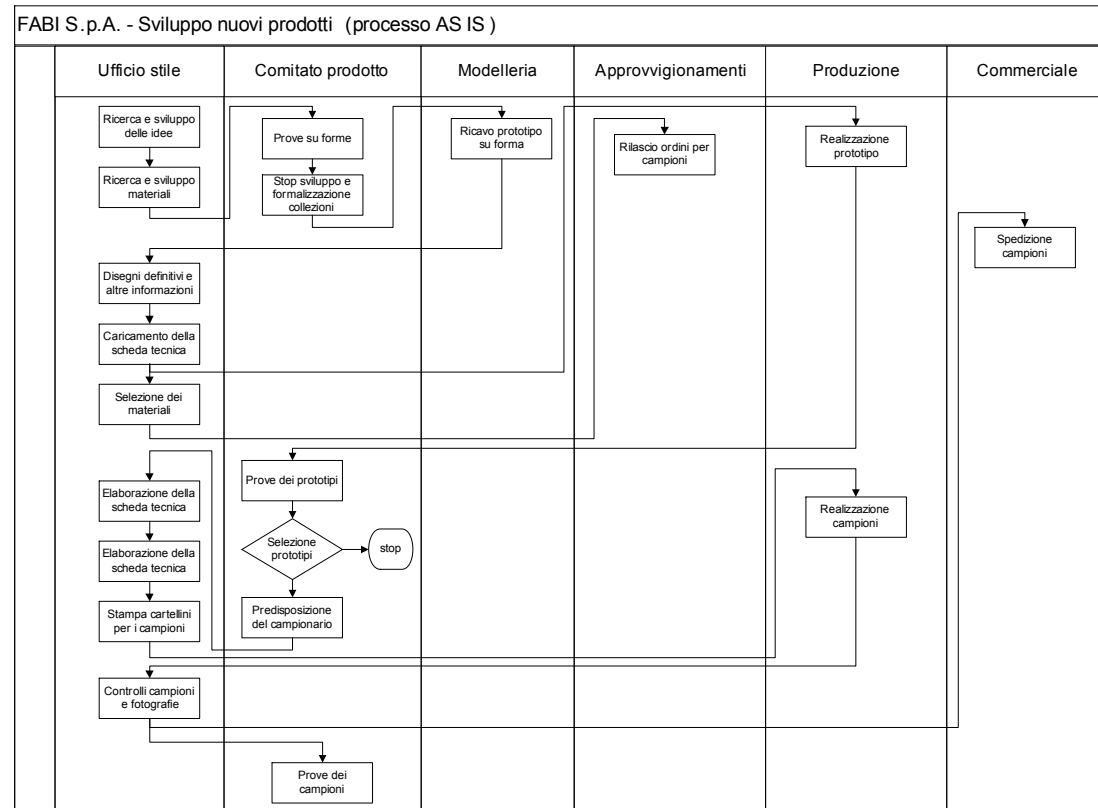 FABI S.p.A. - Sviluppo nuovi prodotti (processo AS IS )
Ufficio stile
Comitato prodotto
Modelleria
Approvvigionamenti
Produzione
Commerciale
Ricerca e sviluppo
delle idee
Ricerca e sviluppo
materiali
Prove su forme
Stop sviluppo e
formalizzazione
collezioni
Ricavo prototipo
su forma
Rilascio ordini per
campioni
Realizzazione
prototipo
Spedizione
campioni
Disegni definitivi e
altre informazioni
Caricamento della
scheda tecnica
Selezione dei
materiali
Prove dei prototipi
Selezione
prototipi
stop
Predisposizione
del campionario
Elaborazione della
scheda tecnica
Elaborazione della
scheda tecnica
Stampa cartellini
per i campioni
Realizzazione
campioni
Controlli campioni
e fotografie
Prove dei
campioni